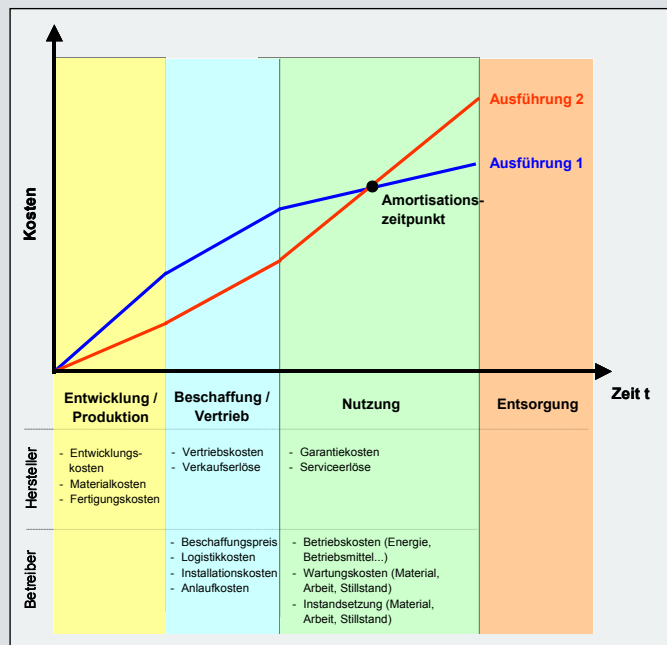 Kosten
Ausführung 2
Ausführung 1
Amortisations-
zeitpunkt
Zeit t
Entwicklung /
Produktion
Beschaffung /
Vertrieb
Nutzung
Entsorgung
Hersteller
- Entwicklungs-
kosten
- Materialkosten
- Fertigungskosten
- Vertriebskosten
- Verkaufserlöse
- Garantiekosten
- Serviceerlöse
Betreiber
- Beschaffungspreis
- Logistikkosten
- Installationskosten
- Anlaufkosten
- Betriebskosten (Energie,
Betriebsmittel...)
- Wartungskosten (Material,
Arbeit, Stillstand)
- Instandsetzung (Material,
Arbeit, Stillstand)